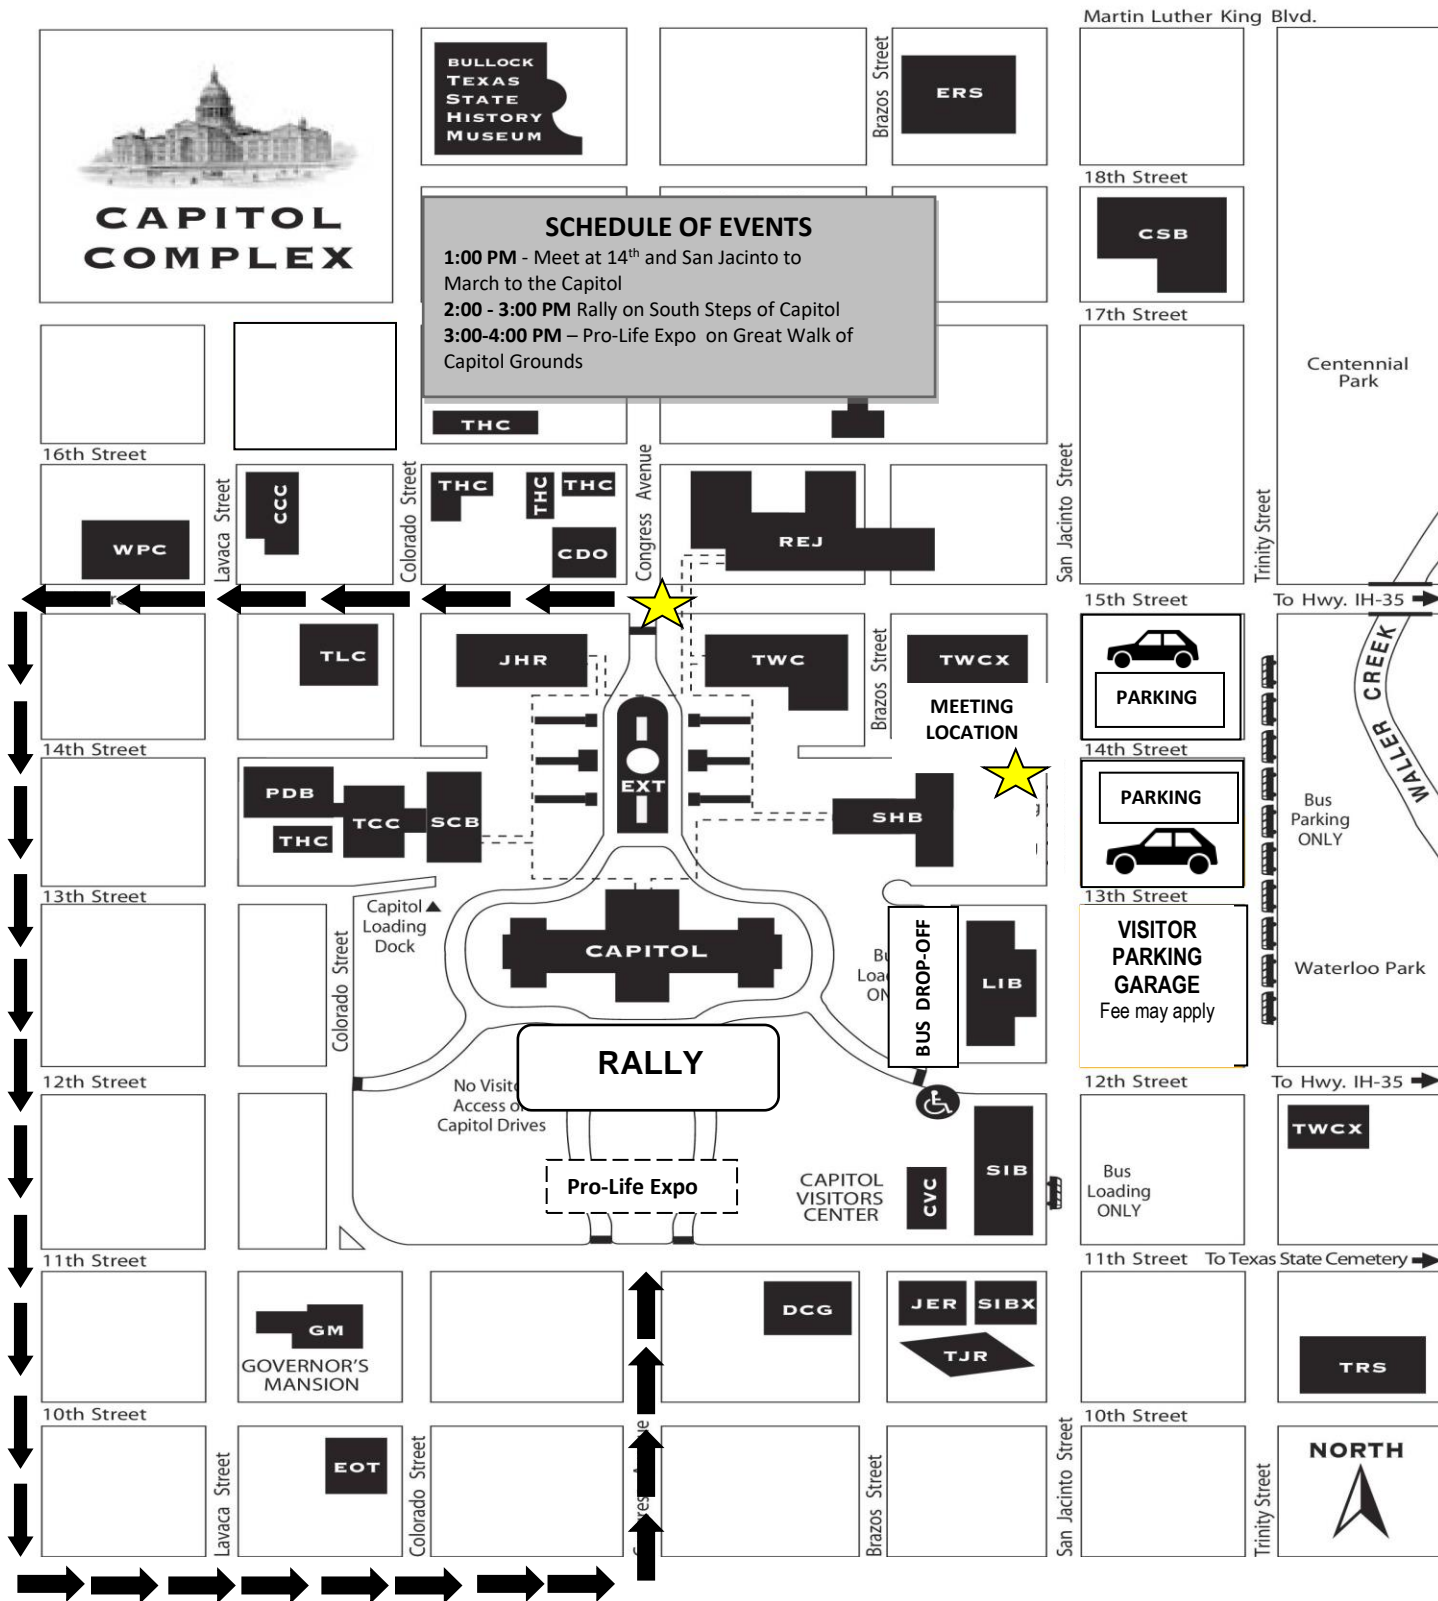 Martin Luther King Blvd.
CAPITOL
COMPLEX
BULLOCK
TEXAS
STATE
HISTORY
MUSEUM
Brazos Street
ERS
18th Street
CSB
17th Street
SCHEDULE OF EVENTS
1:00 PM - Meet at 14th and San Jacinto to
March to the Capitol
2:00 - 3:00 PM Rally on South Steps of Capitol
3:00-4:00 PM – Pro-Life Expo on Great Walk of
Capitol Grounds
Centennial
Park
THC
16th Street
Lavaca Street
Colorado Street
Congress Avenue
San Jacinto Street
Trinity Street
WPC
CCC
THC
THC
THC
CDO
REJ
15th Street
To Hwy. IH-35
TLC
JHR
TWC
Brazos Street
TWCX
MEETING
LOCATION
PARKING
WALLER CREEK
14th Street
14th Street
PDB
THC
TCC
SCB
EXT
SHB
PARKING
Bus
Parking
ONLY
13th Street
13th Street
Capitol
Loading
Dock
Colorado Street
CAPITOL
BUS DROP-OFF
LIB
VISITOR
PARKING
GARAGE
Fee may apply
Waterloo Park
RALLY
12th Street
12th Street
To Hwy. IH-35
No
Access
Capitol Drives
TWCX
Pro-Life Expo
CAPITOL
VISITORS
CENTER
CVC
SIB
Bus
Loading
ONLY
11th Street
11th Street
To Texas State Cemetery
GM
GOVERNOR'S
MANSION
DCG
JER
SIBX
TJR
TRS
10th Street
10th Street
Lavaca Street
EOT
Colorado Street
Brazos Street
San Jacinto Street
Trinity Street
NORTH